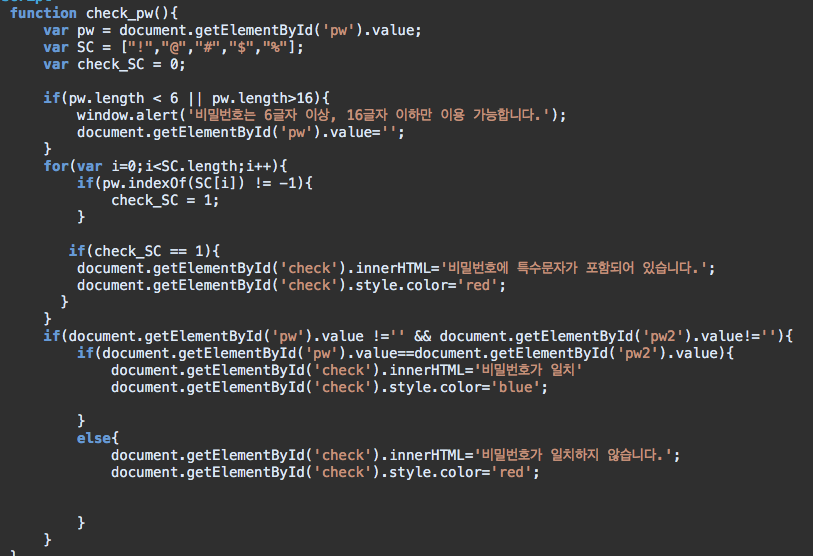 function check_pw(){
var pw = document.getElementById('pw').value;
var SC = ["!","@","#","$","%"];
var check_SC = 0;
if(pw.length < 6 || pw.length>16){
window.alert('비밀번호는 6글자 이상, 16글자 이하만 이용 가능합니다.');
document.getElementById('pw').value='';
}
for(var i=0;i<SC.length;i++){
if(pw.indexOf(SC[i]) != -1){
check_SC = 1;
}
if(check_SC == 1){
document.getElementById('check').innerHTML='비밀번호에 특수문자가 포함되어 있습니다.';
document.getElementById('check').style.color='red';
}
}
if(document.getElementById('pw').value !='' && document.getElementById('pw2').value!=''){
if(document.getElementById('pw').value==document.getElementById('pw2').value){
document.getElementById('check').innerHTML='비밀번호가 일치'
document.getElementById('check').style.color='blue';
}
else{
document.getElementById('check').innerHTML='비밀번호가 일치하지 않습니다.';
document.getElementById('check').style.color='red';
}
}